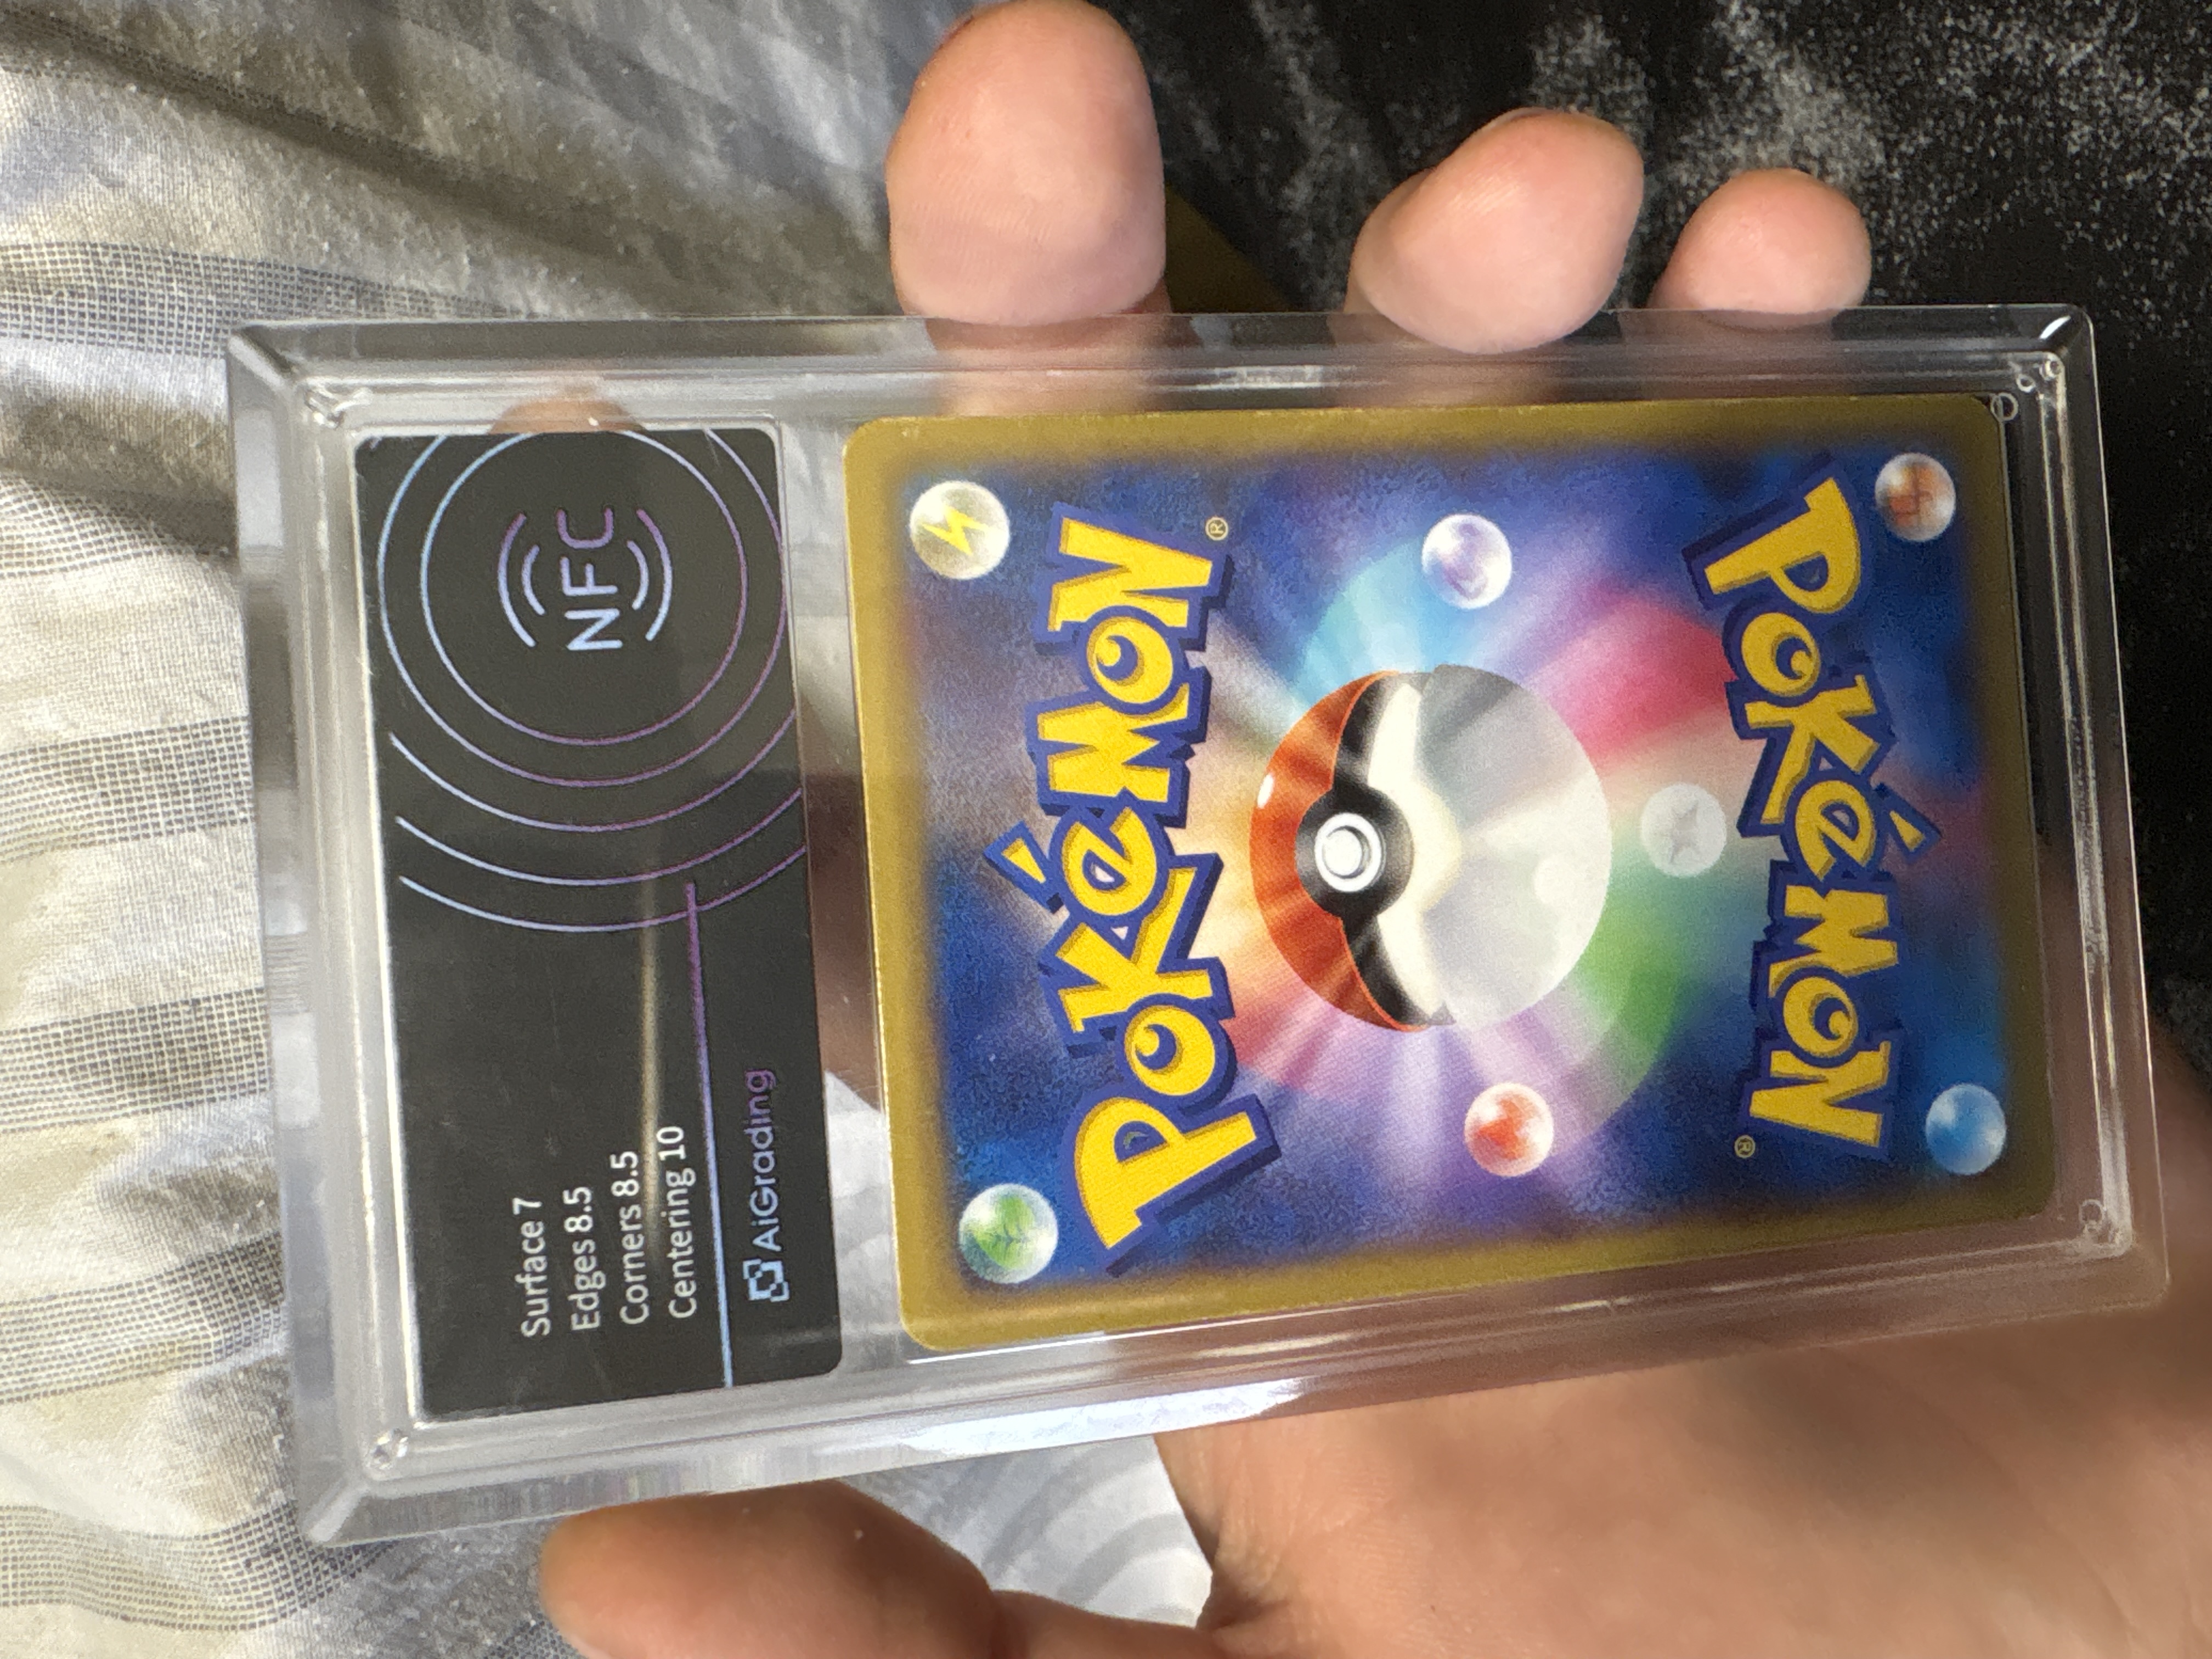 NFC
Surface 7
Edges 8.5
Corners 8.5
Centering 10
AiGrading
POKéMON®
POKéMON®